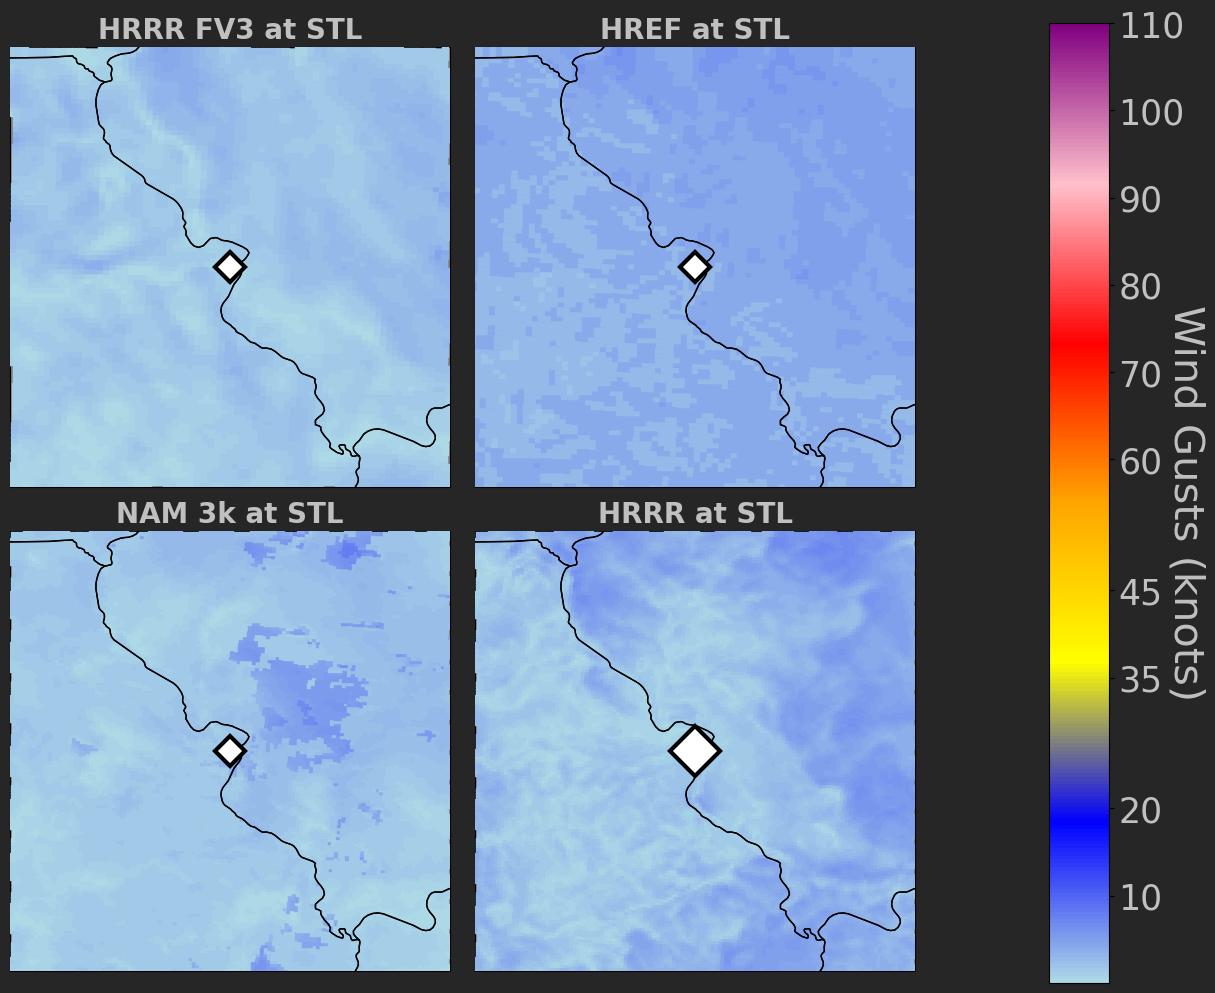 HRRR FV3 at STL
HREF at STL
NAM 3k at STL
HRRR at STL
110
100
90
80
70
60
45
35
20
10
Wind Gusts (knots)